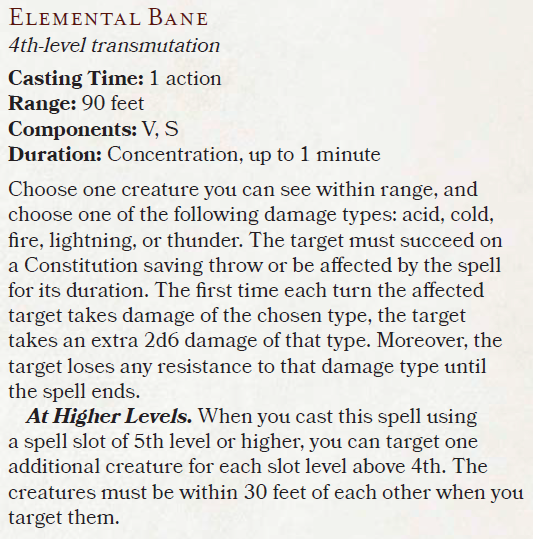 Elemental Bane
4th-level transmutation
Casting Time: 1 action
Range: 90 feet
Components: V, S
Duration: Concentration, up to 1 minute
Choose one creature you can see within range, and
choose one of the following damage types: acid, cold,
fire, lightning, or thunder. The target must succeed on
a Constitution saving throw or be affected by the spell
for its duration. The first time each turn the affected
target takes damage of the chosen type, the target
takes an extra 2d6 damage of that type. Moreover, the
target loses any resistance to that damage type until
the spell ends.
At Higher Levels. When you cast this spell using
a spell slot of 5th level or higher, you can target one
additional creature for each slot level above 4th. The
creatures must be within 30 feet of each other when you
target them.